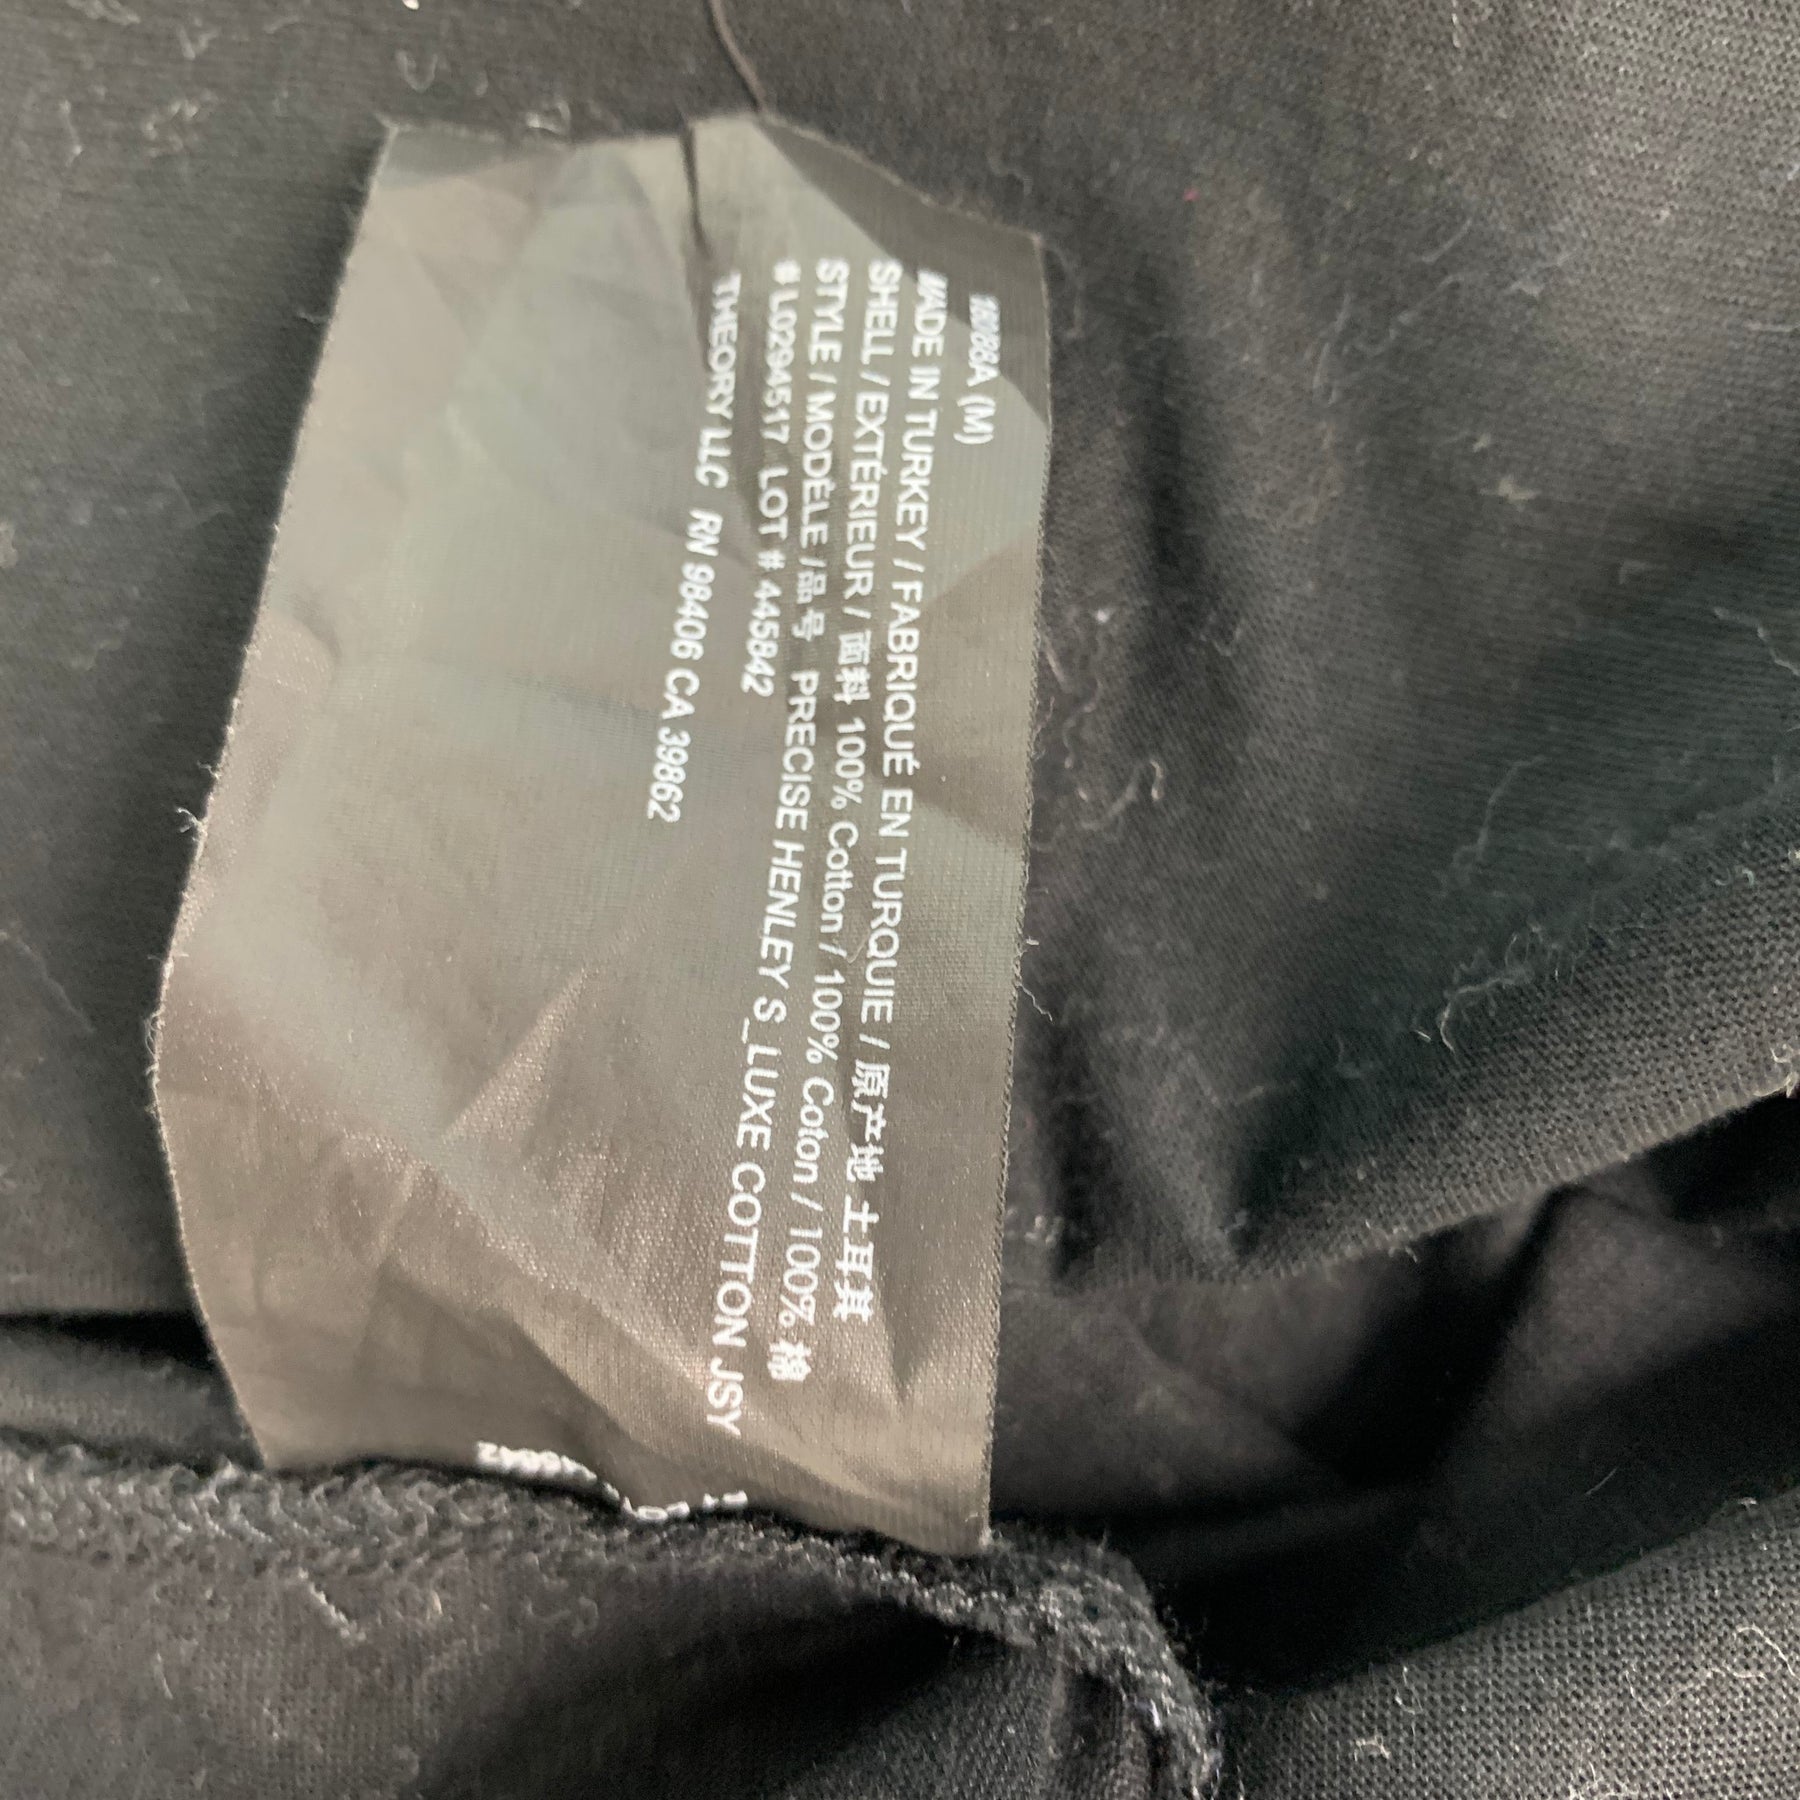 (M)
MADE IN TURKEY / FABRIQUÉ EN TURQUIE / 原产地 土耳其
SHELL / EXTÉRIEUR / 面料 100% Cotton / 100% Coton / 100% 棉
STYLE / MODÈLE / 品号 PRECISE HENLEY S_LUXE COTTON JSY
# L0294517 LOT # 445842
THEORY LLC RN 98406 CA 39862